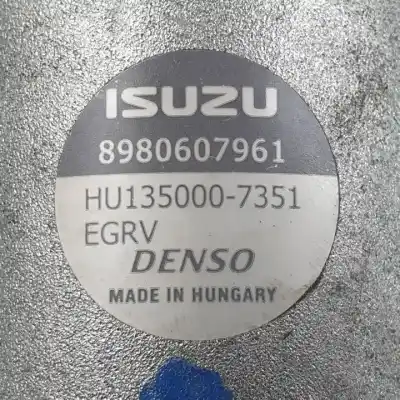 ISUZU
8980607961
HU135000-7351
EGRV
DENSO
MADE IN HUNGARY